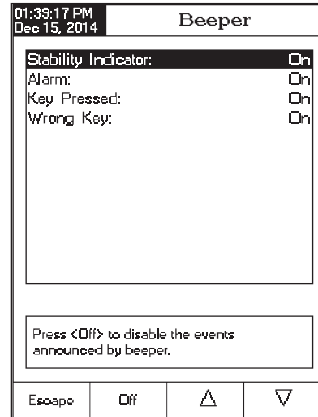 01:39:17 PM
Dec 15, 2014
Beeper
Stability Indicator: On
Alarm: On
Key Pressed: On
Wrong Key: On
Press <Off> to disable the events
announced by beeper.
Escape Off △ ▽